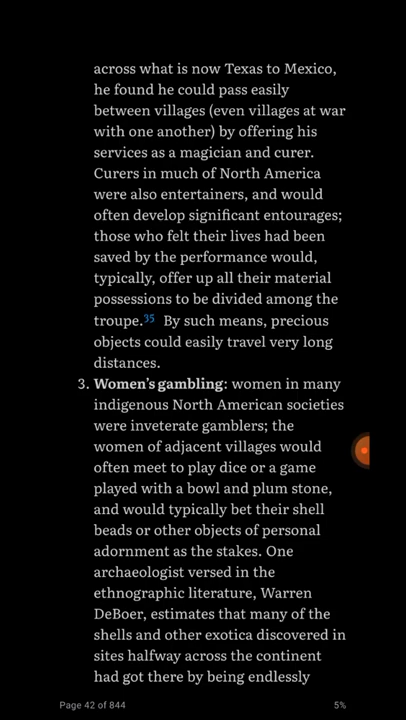 across what is now Texas to Mexico,
he found he could pass easily
between villages (even villages at war
with one another) by offering his
services as a magician and curer.
Curers in much of North America
were also entertainers, and would
often develop significant entourages;
those who felt their lives had been
saved by the performance would,
typically, offer up all their material
possessions to be divided among the
troupe.35 By such means, precious
objects could easily travel very long
distances.
3. Women’s gambling: women in many
indigenous North American societies
were inveterate gamblers; the
women of adjacent villages would
often meet to play dice or a game
played with a bowl and plum stone,
and would typically bet their shell
beads or other objects of personal
adornment as the stakes. One
archaeologist versed in the
ethnographic literature, Warren
DeBoer, estimates that many of the
shells and other exotica discovered in
sites halfway across the continent
had got there by being endlessly
Page 42 of 844 5%